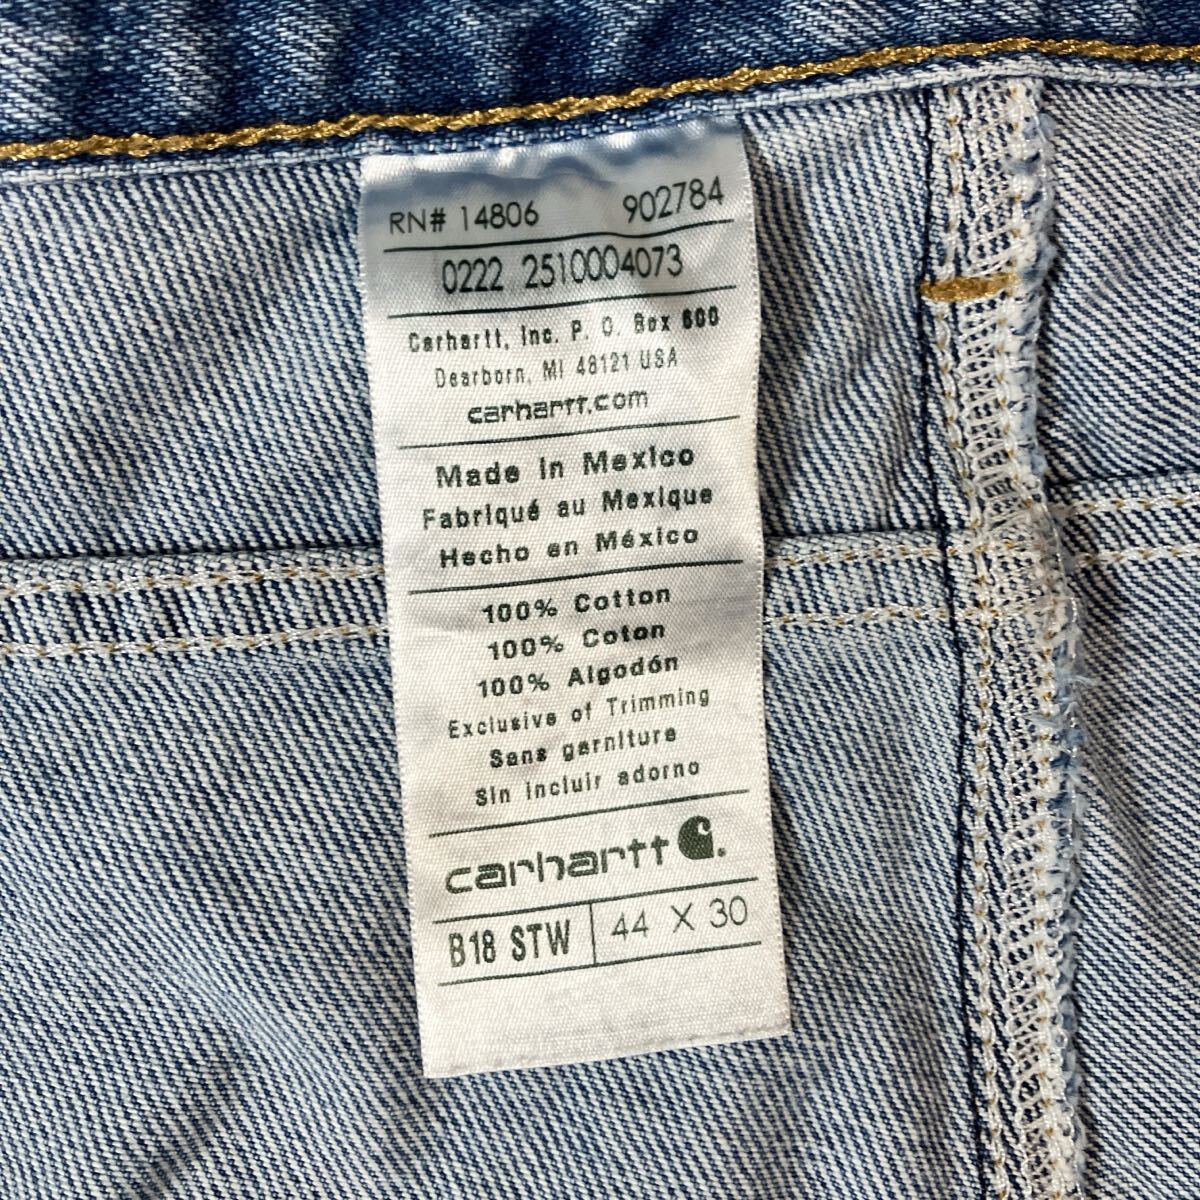 RN# 14806 902784
0222 2510004073
Carhartt, Inc. P. O. Box 600
Dearborn, MI 48121 USA
carhartt.com
Made in Mexico
Fabriqué au Mexique
Hecho en México
100% Cotton
100% Coton
100% Algodón
Exclusive of Trimming
Sans garniture
Sin incluir adorno
carhartt
B18 STW 44 X 30